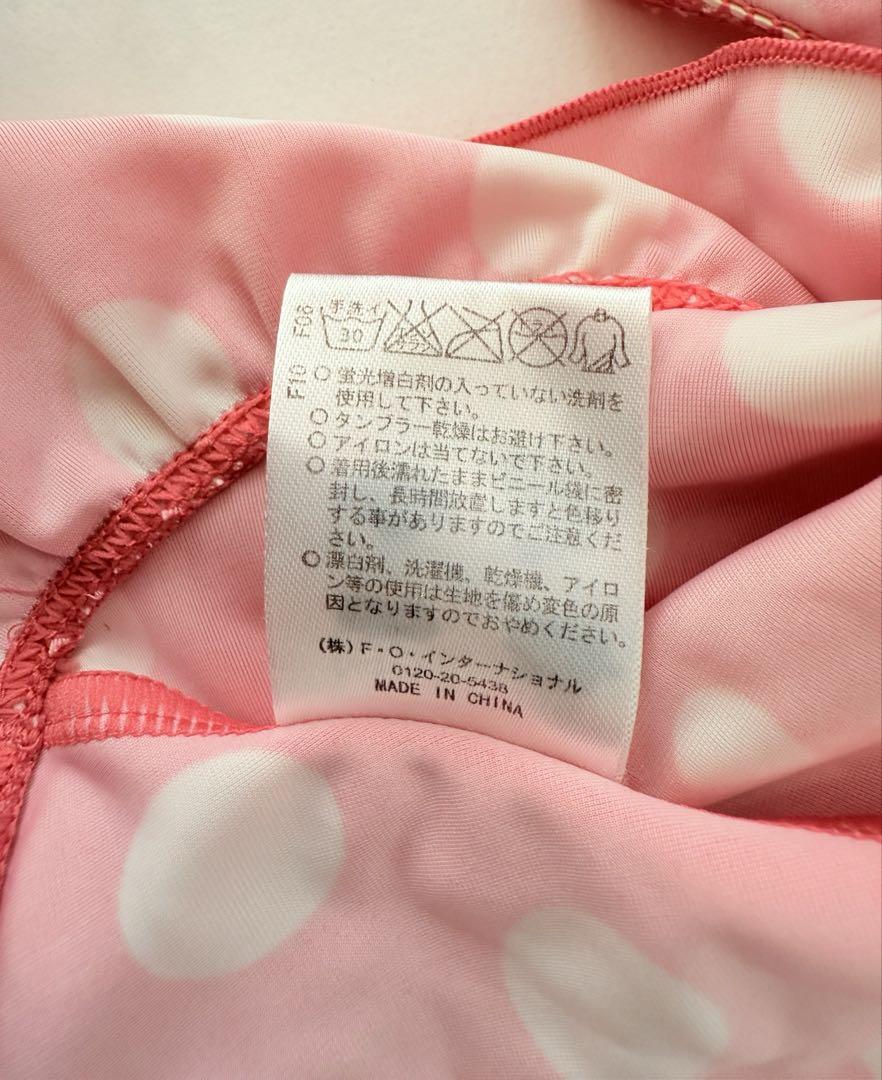 F08
F10
手洗イ
30
○ 蛍光増白剤の入っていない洗剤を
使用して下さい。
○ タンブラー乾燥はお避け下さい。
○ アイロンは当てないで下さい。
○ 着用後濡れたままビニール袋に密
封し、長時間放置しますと色移り
する事がありますのでご注意くだ
さい。
○ 漂白剤、洗濯機、乾燥機、アイロ
ン等の使用は生地を傷め変色の原
因となりますのでおやめください。
(株)F・O・インターナショナル
0120-20-5438
MADE IN CHINA